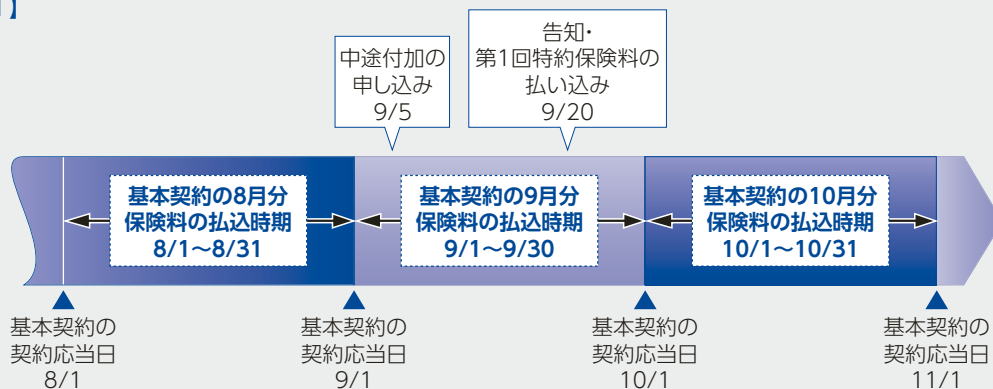 】
中途付加の
申し込み
9/5
告知・
第1回特約保険料の
払い込み
9/20
基本契約の8月分
保険料の払込時期
8/1～8/31
基本契約の9月分
保険料の払込時期
9/1～9/30
基本契約の10月分
保険料の払込時期
10/1～10/31
基本契約の
契約応当日
8/1
基本契約の
契約応当日
9/1
基本契約の
契約応当日
10/1
基本契約の
契約応当日
11/1